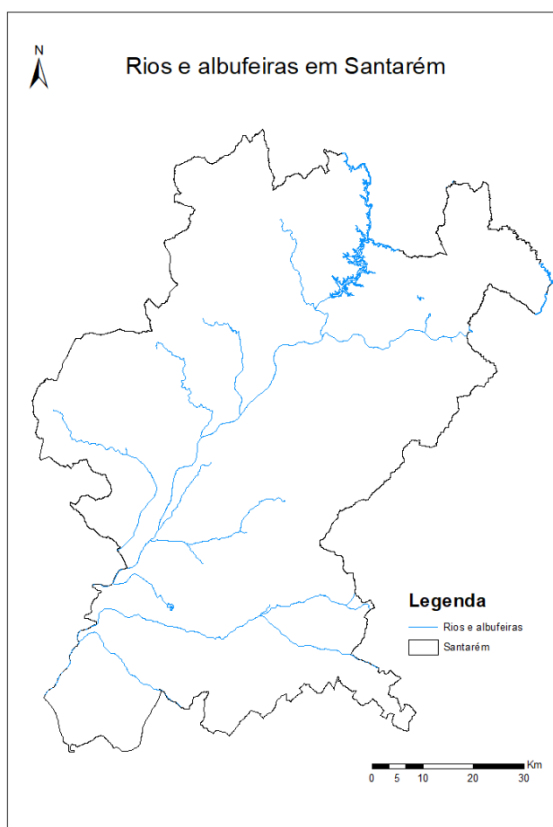 N
Rios e albufeiras em Santarém
Legenda
Rios e albufeiras
Santarém
Km
0 5 10 20 30